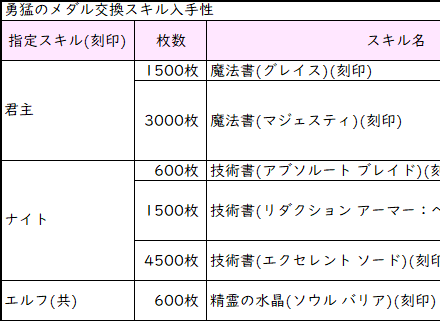 勇猛のメダル交換スキル入手性
指定スキル(刻印) 枚数 スキル名
君主 1500枚 魔法書(グレイス)(刻印)
3000枚 魔法書(マジェスティ)(刻印)
ナイト 600枚 技術書(アブソルート ブレイド)(刻
1500枚 技術書(リダクション アーマー：ベ
4500枚 技術書(エクセレント ソード)(刻印
エルフ(共) 600枚 精霊の水晶(ソウル バリア)(刻印)